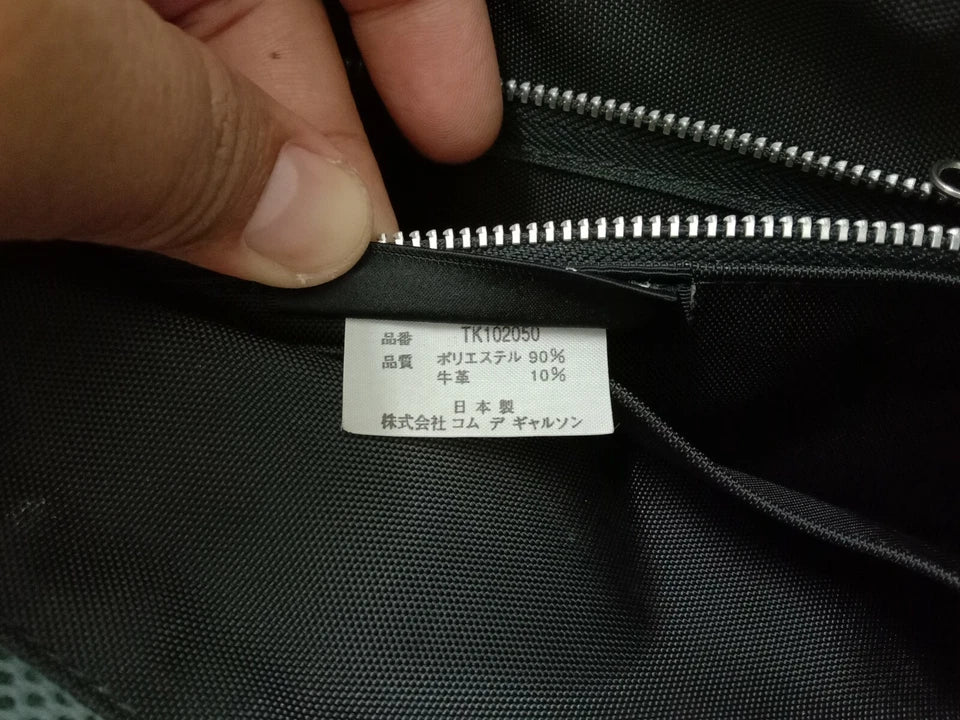 品番 TK102050
品質 ポリエステル 90%
牛革 10%
日本製
株式会社 コム デ ギャルソン